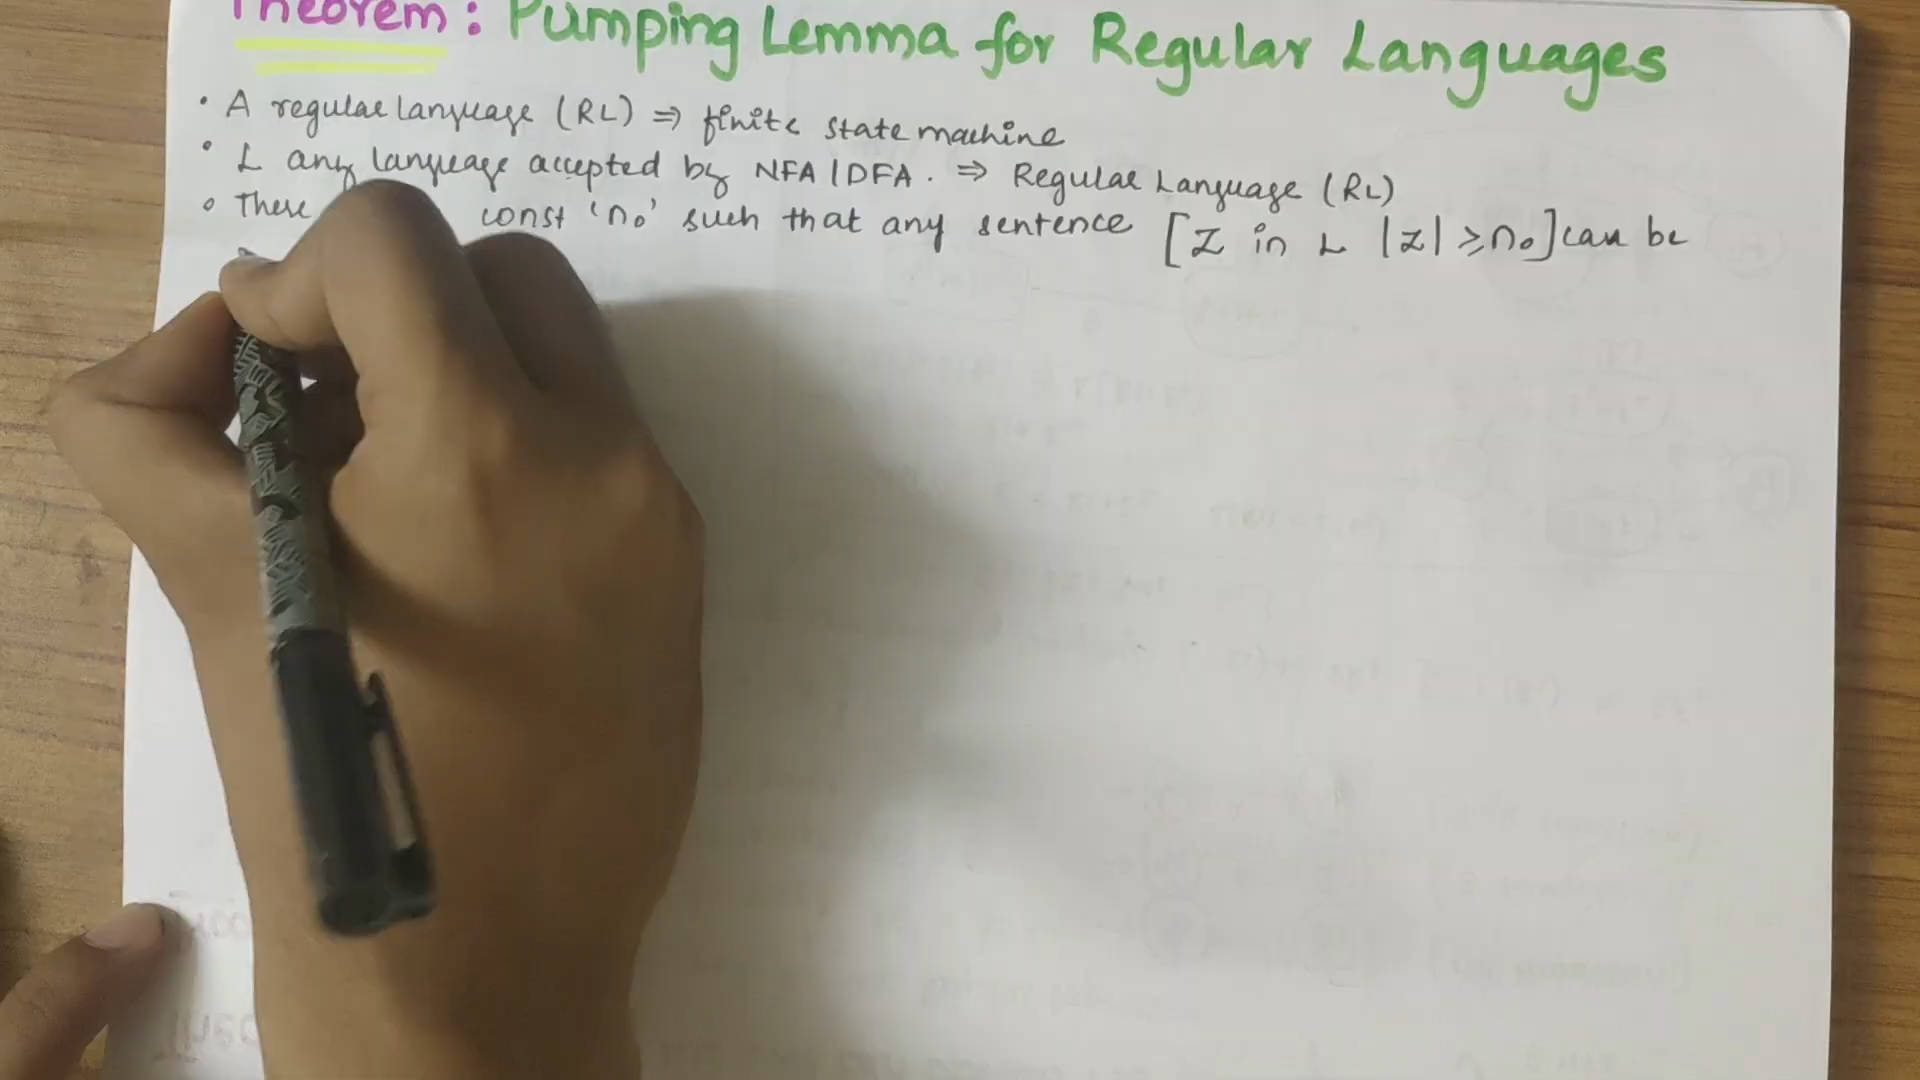 Theorem : Pumping Lemma for Regular Languages
• A regular language (RL) ⇒ finite state machine
• L any language accepted by NFA/DFA. ⇒ Regular Language (RL)
• There const 'n₀' such that any sentence [Z in L |z| ≥ n₀] can be